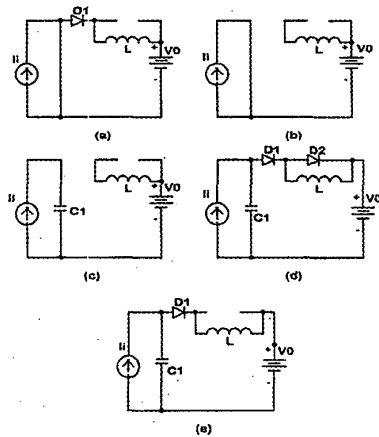 D1
L
+
V0
-
Ii
(a)
L
+
V0
-
Ii
(b)
L
+
V0
-
Ii
C1
(c)
D1
D2
L
+
V0
-
Ii
C1
(d)
D1
L
+
V0
-
Ii
C1
(e)